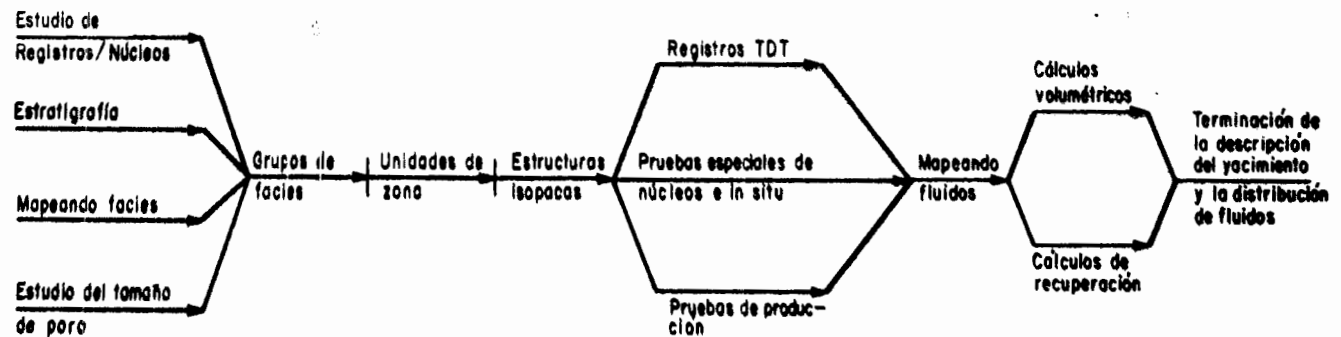 Estudio de
Registros/Núcleos
Estratigrafía
Mapeando facies
Estudio del tamaño
de poro
Grupos de
facies
Unidades de
zona
Estructuras
isopacas
Registros TDT
Pruebas especiales de
núcleos e in situ
Pruebas de produc-
cion
Mapeando
fluidos
Cálculos
volumétricos
Cálculos de
recuperación
Terminación de
la descripción
del yacimiento
y la distribución
de fluidos